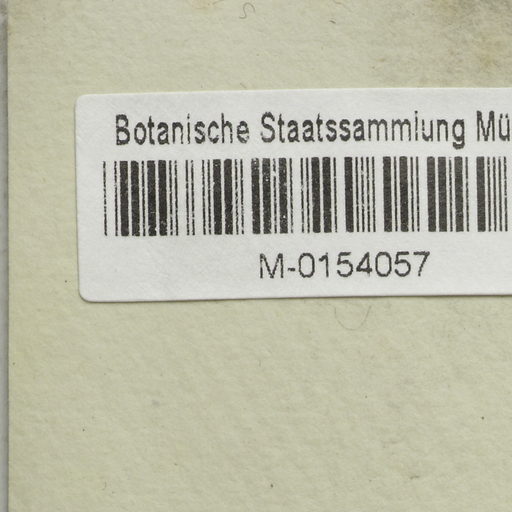 Botanische Staatssammlung Mü
M-0154057